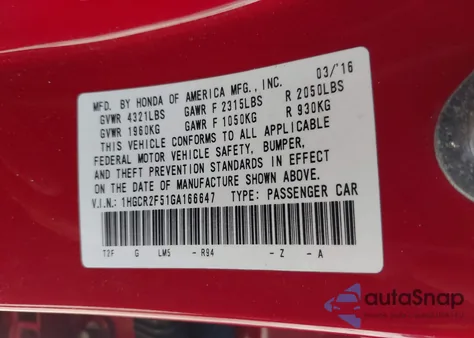 MFD. BY HONDA OF AMERICA MFG., INC. 03/'16
GVWR 4321LBS GAWR F 2315LBS R 2050LBS
GVWR 1960KG GAWR F 1050KG R 930KG
THIS VEHICLE CONFORMS TO ALL APPLICABLE
FEDERAL MOTOR VEHICLE SAFETY, BUMPER,
AND THEFT PREVENTION STANDARDS IN EFFECT
ON THE DATE OF MANUFACTURE SHOWN ABOVE.
V.I.N.: 1HGCR2F51GA166647 TYPE: PASSENGER CAR
T2F G LM5 - R94 - Z - A
autoSnap